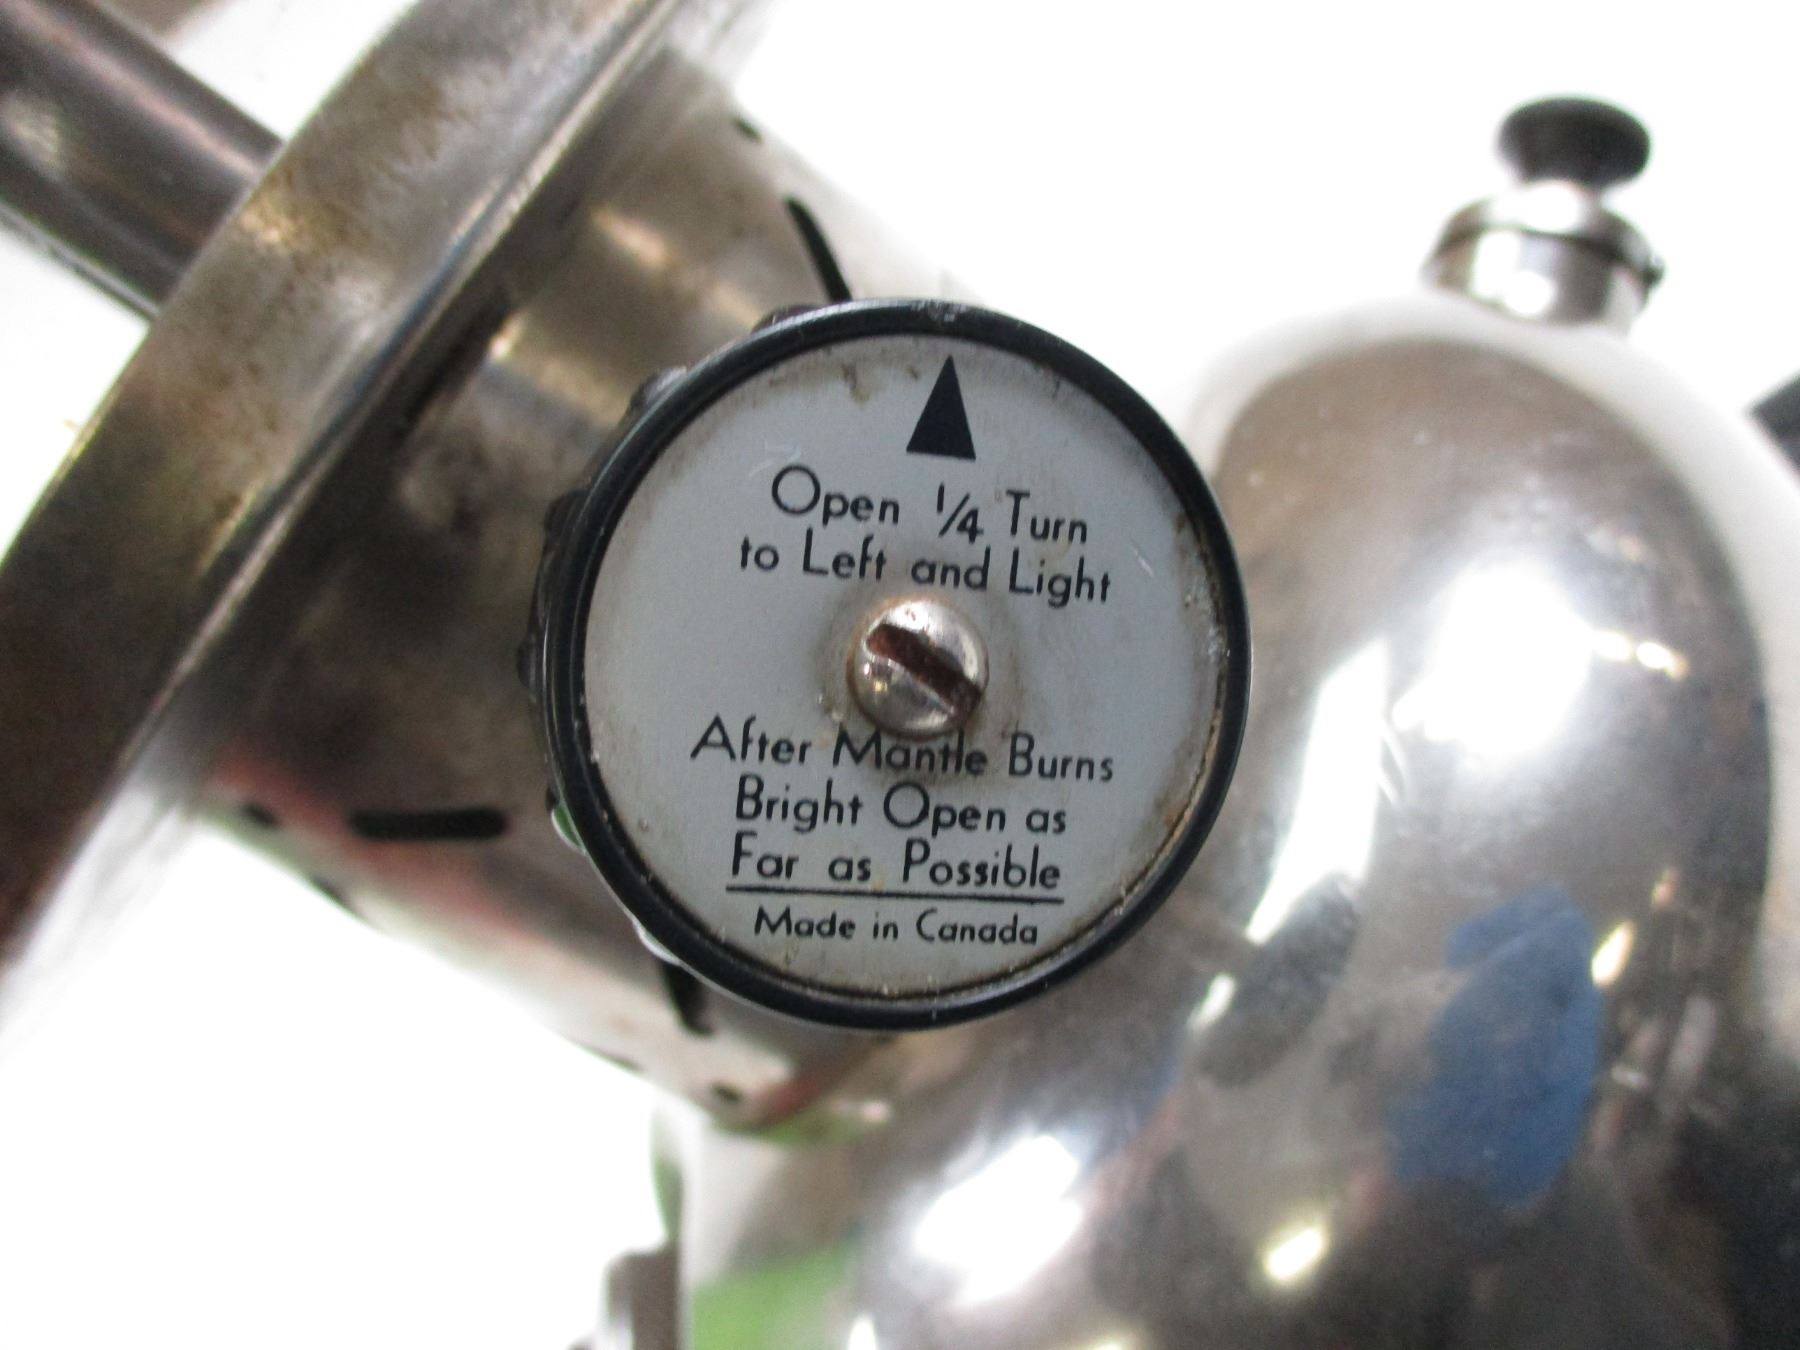 Open ¼ Turn
to Left and Light
After Mantle Burns
Bright Open as
Far as Possible
Made in Canada